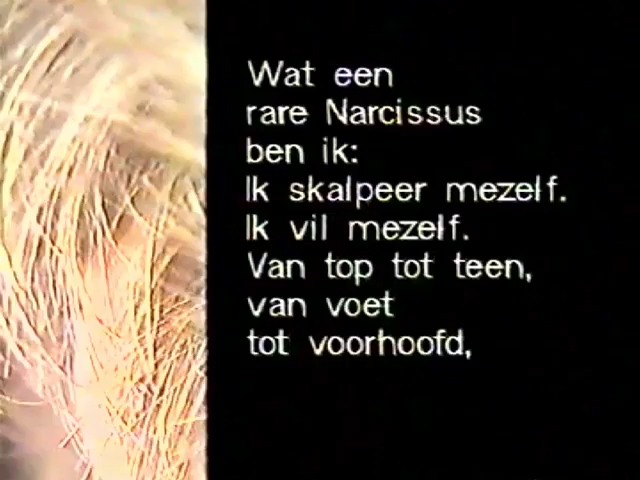 Wat een
rare Narcissus
ben ik:
Ik skalpeer mezelf.
Ik vil mezelf.
Van top tot teen,
van voet
tot voorhoofd,